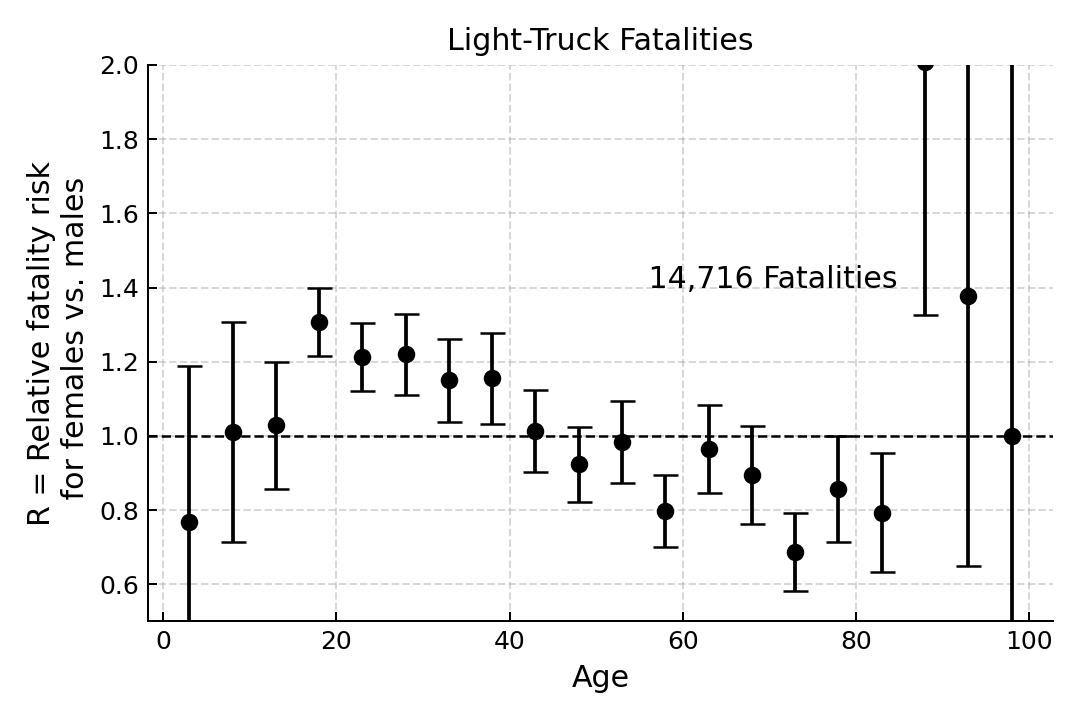 Light-Truck Fatalities
R = Relative fatality risk
for females vs. males
2.0
1.8
1.6
1.4
1.2
1.0
0.8
0.6
14,716 Fatalities
0
20
40
60
80
100
Age